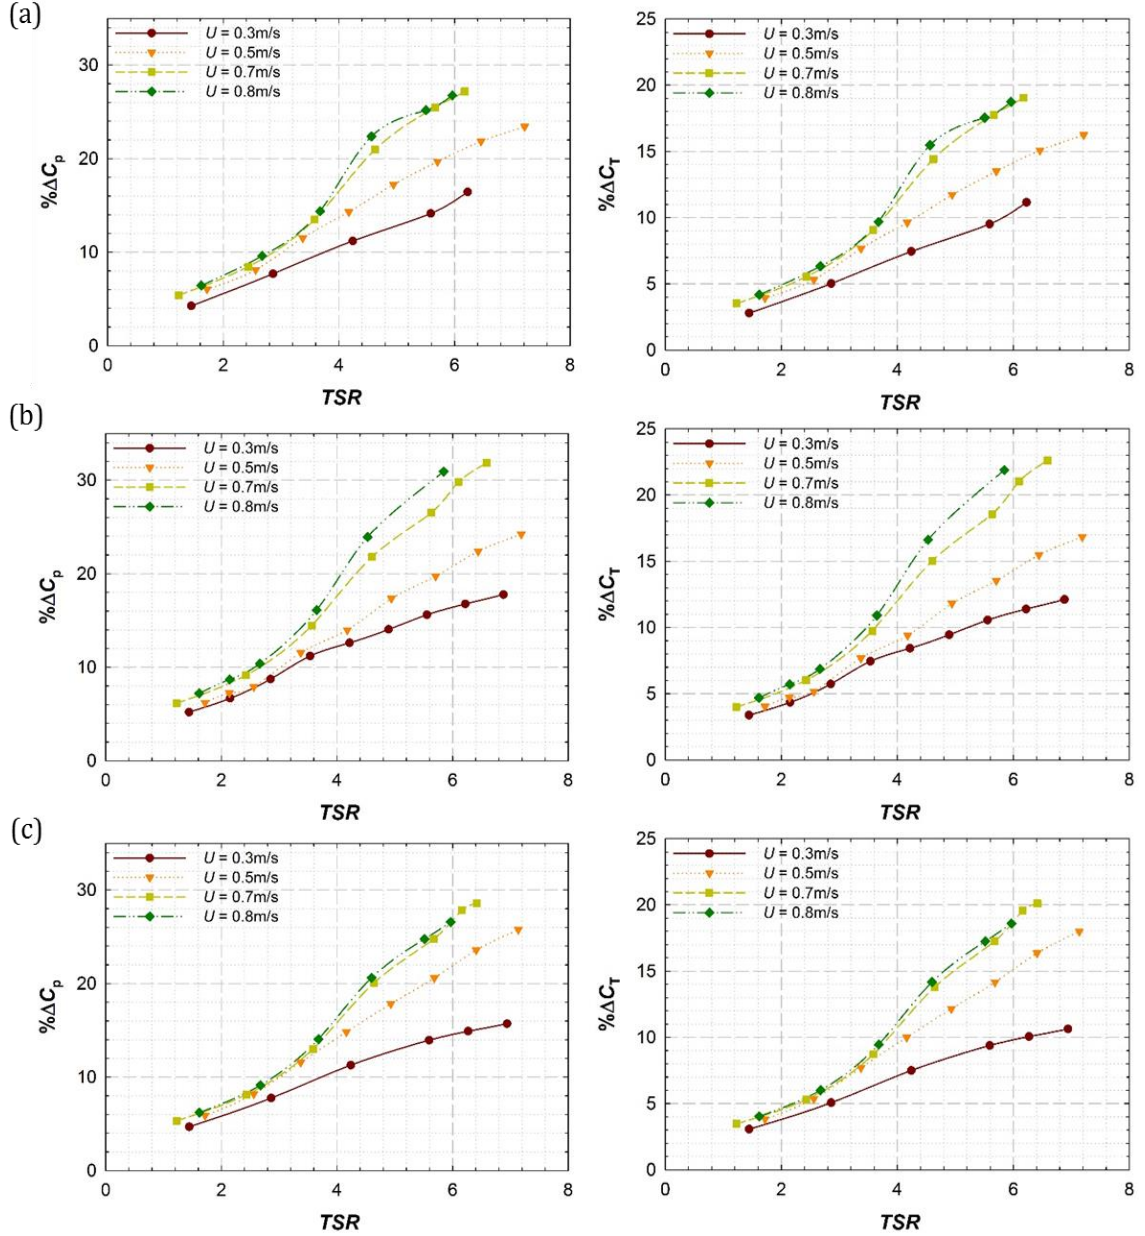 (a)
U = 0.3m/s
U = 0.5m/s
U = 0.7m/s
U = 0.8m/s
30
20
10
0
%ΔCp
0 2 4 6 8
TSR
U = 0.3m/s
U = 0.5m/s
U = 0.7m/s
U = 0.8m/s
25
20
15
10
5
0
%ΔCT
0 2 4 6 8
TSR
(b)
U = 0.3m/s
U = 0.5m/s
U = 0.7m/s
U = 0.8m/s
30
20
10
0
%ΔCp
0 2 4 6 8
TSR
U = 0.3m/s
U = 0.5m/s
U = 0.7m/s
U = 0.8m/s
25
20
15
10
5
0
%ΔCT
0 2 4 6 8
TSR
(c)
U = 0.3m/s
U = 0.5m/s
U = 0.7m/s
U = 0.8m/s
30
20
10
0
%ΔCp
0 2 4 6 8
TSR
U = 0.3m/s
U = 0.5m/s
U = 0.7m/s
U = 0.8m/s
25
20
15
10
5
0
%ΔCT
0 2 4 6 8
TSR